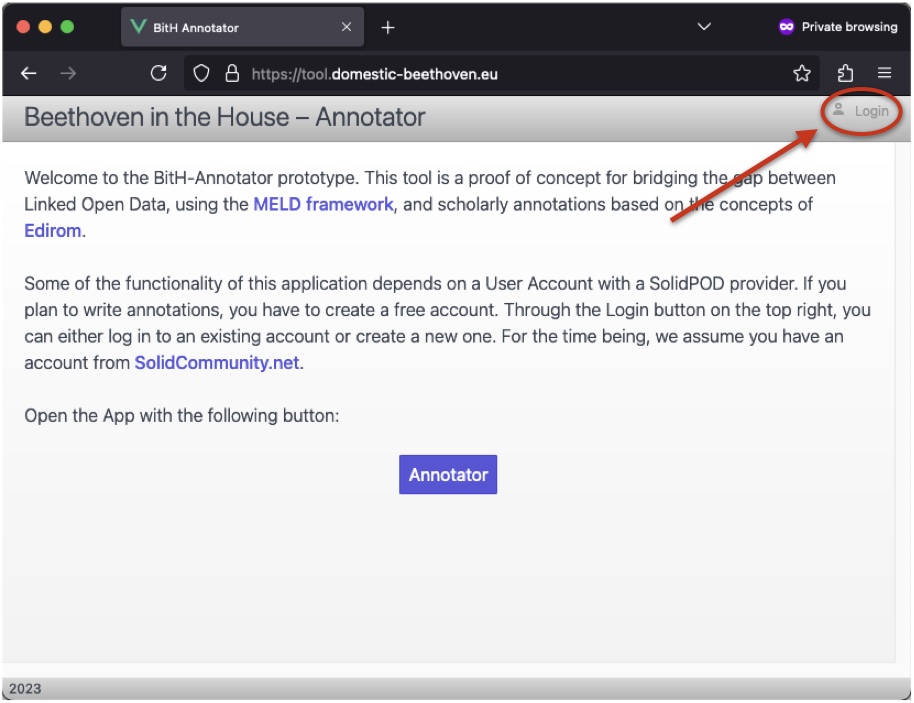 BitH Annotator
Private browsing
https://tool.domestic-beethoven.eu
Beethoven in the House – Annotator
Login
Welcome to the BitH-Annotator prototype. This tool is a proof of concept for bridging the gap between
Linked Open Data, using the MELD framework, and scholarly annotations based on the concepts of
Edirom.
Some of the functionality of this application depends on a User Account with a SolidPOD provider. If you
plan to write annotations, you have to create a free account. Through the Login button on the top right, you
can either log in to an existing account or create a new one. For the time being, we assume you have an
account from SolidCommunity.net.
Open the App with the following button:
Annotator
2023